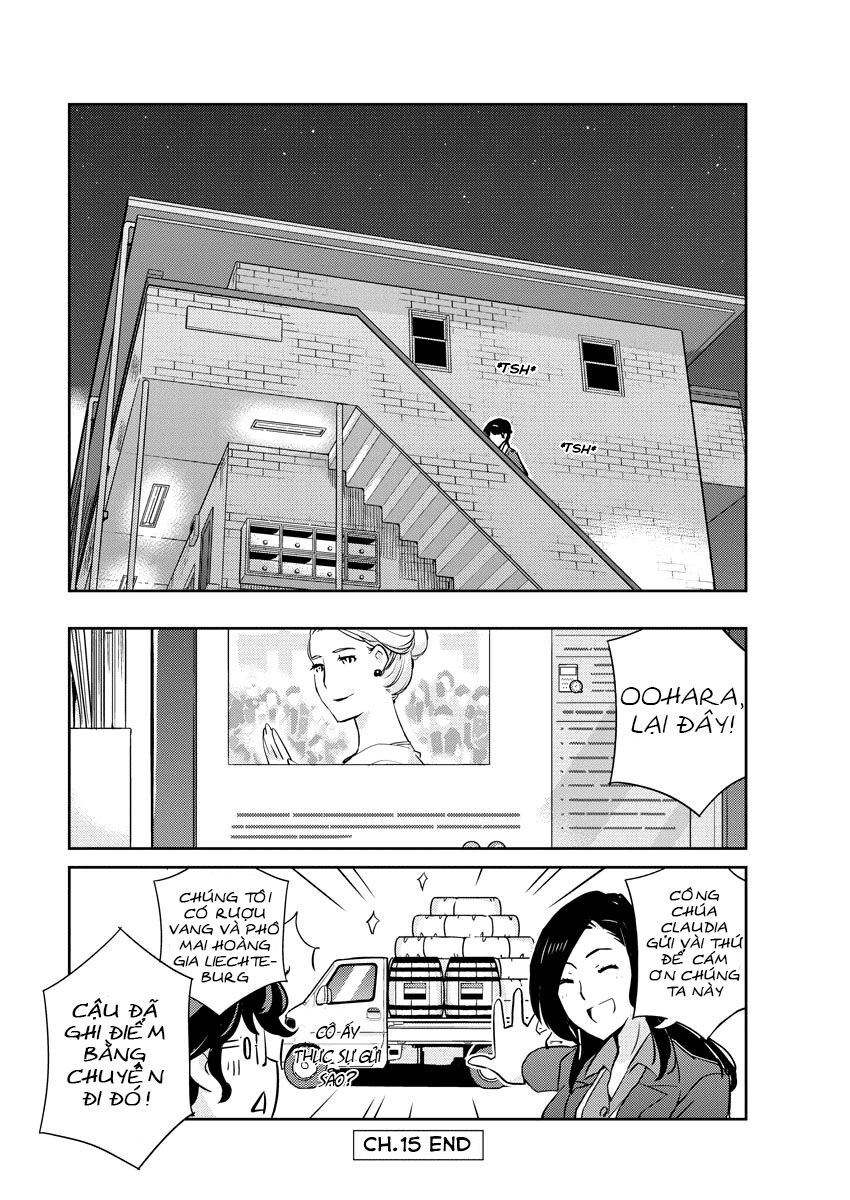 *TSH*
*TSH*
OOHARA,
LẠI ĐÂY!
CÔNG
CHÚA
CLAUDIA
GỬI VÀI THỨ
ĐỂ CẢM
ƠN CHÚNG
TA NÀY
CHÚNG TÔI
CÓ RƯỢU
VANG VÀ PHÔ
MAI HOÀNG
GIA LIECHTE-
BURG
CÔ ẤY
THỰC SỰ GỬI
SAO?
CẬU ĐÃ
GHI ĐIỂM
BẰNG
CHUYẾN
ĐI ĐÓ!
CH.15 END